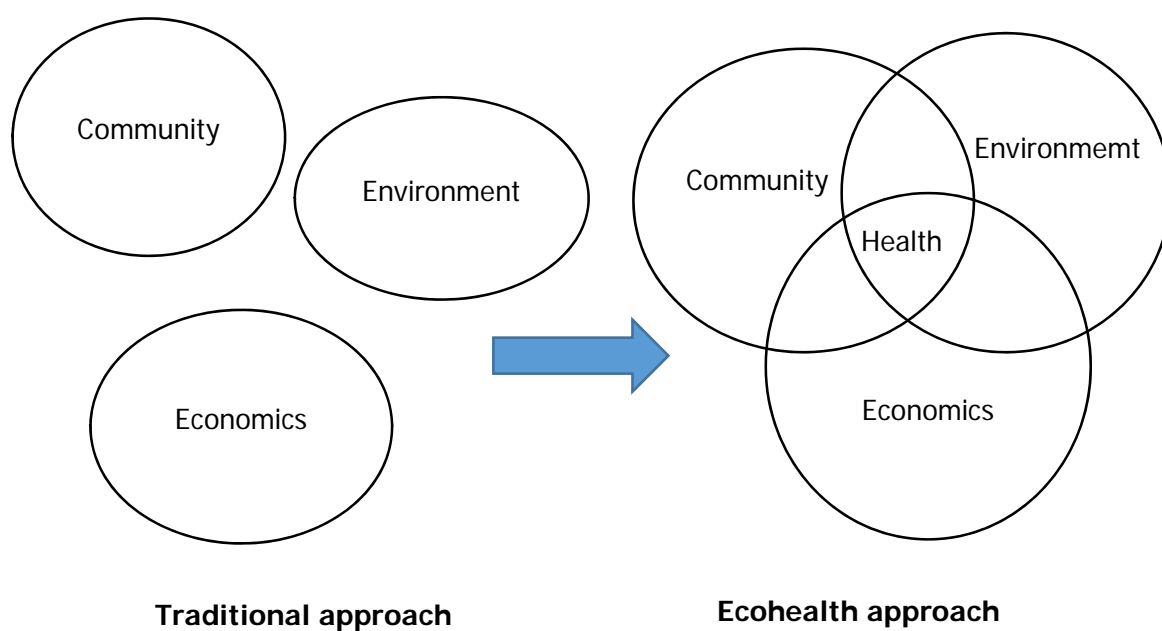 Community
Environment
Economics
Traditional approach
Community
Environmemt
Health
Economics
Ecohealth approach